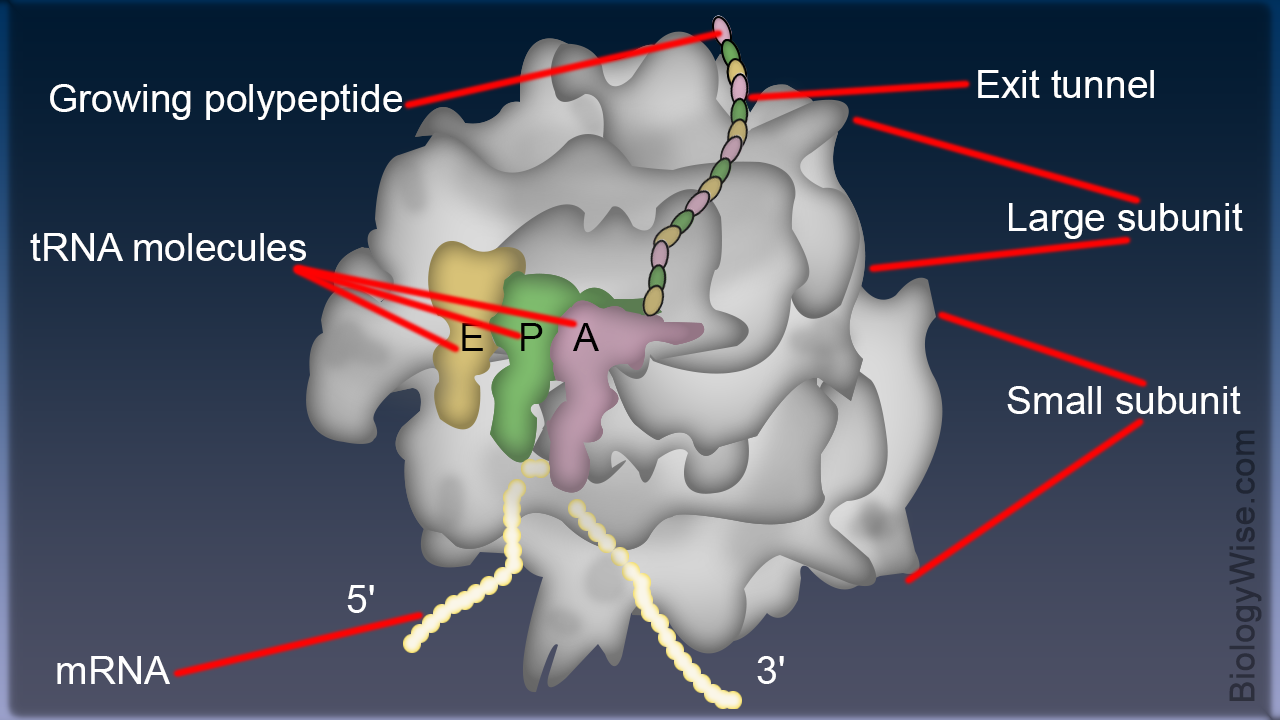 Growing polypeptide
Exit tunnel
Large subunit
tRNA molecules
E P A
Small subunit
5'
mRNA
3'
BiologyWise.com